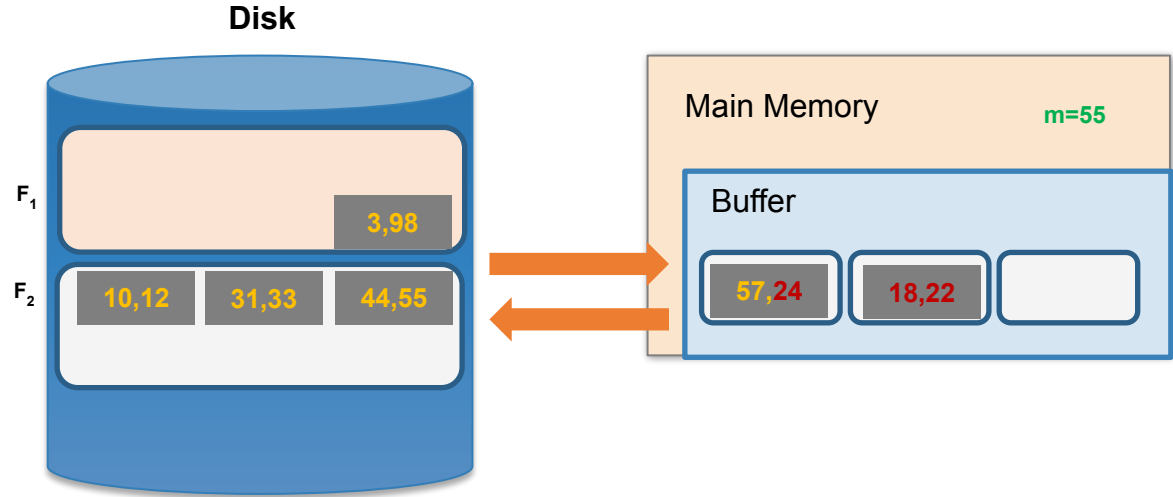 Disk
Main Memory
m=55
F1
3,98
Buffer
F2
10,12
31,33
44,55
57,24
18,22